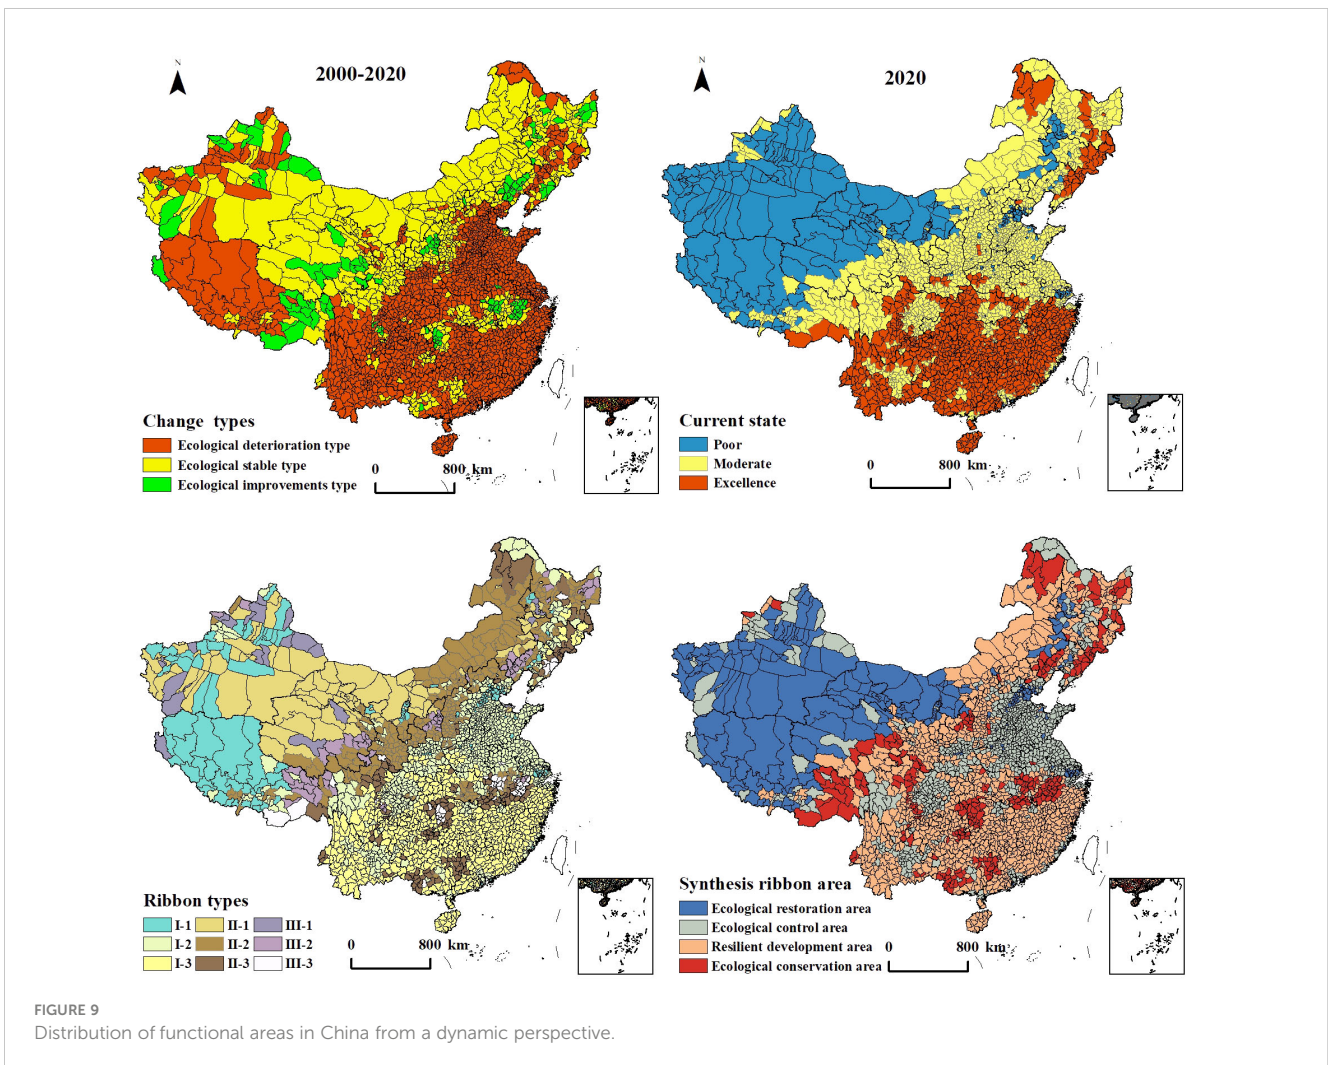 N
2000-2020
Change types
Ecological deterioration type
Ecological stable type
Ecological improvements type
0 800 km
N
2020
Current state
Poor
Moderate
Excellence
0 800 km
Ribbon types
I-1 II-1 III-1
I-2 II-2 III-2
I-3 II-3 III-3
0 800 km
Synthesis ribbon area
Ecological restoration area
Ecological control area
Resilient development area
Ecological conservation area
0 800 km
FIGURE 9
Distribution of functional areas in China from a dynamic perspective.